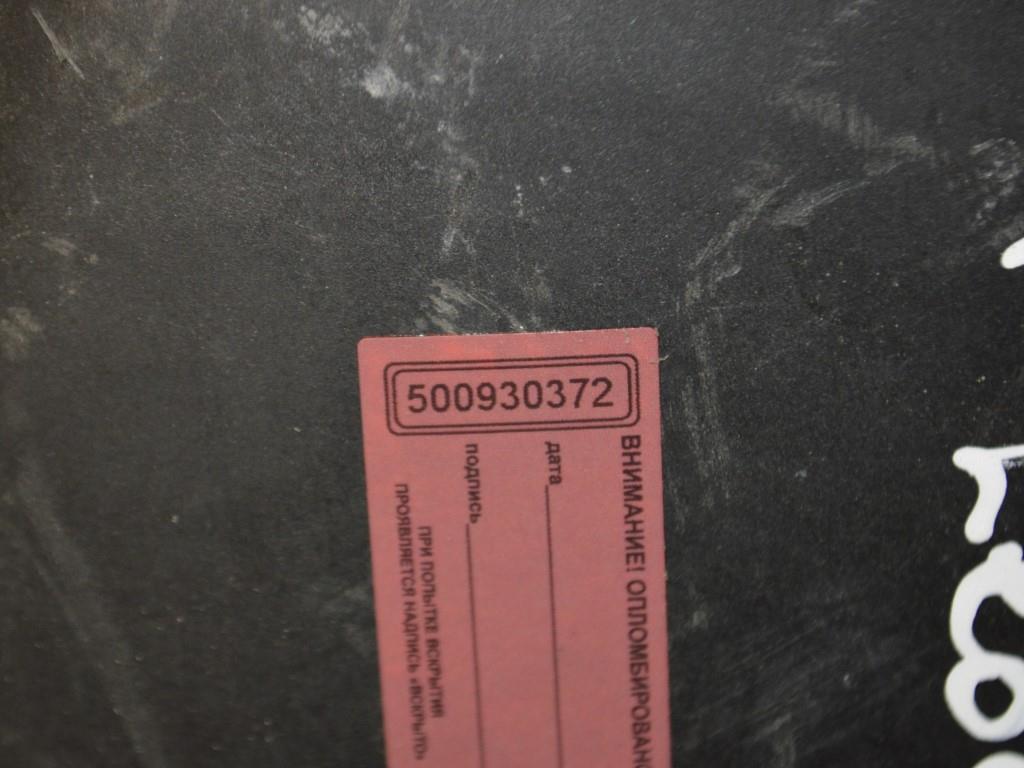 500930372
ВНИМАНИЕ! ОПЛОМБИРОВАНО
дата
подпись
ПРИ ПОПЫТКЕ ВСКРЫТИЯ
ПРОЯВЛЯЕТСЯ НАДПИСЬ «ВСКРЫТО»